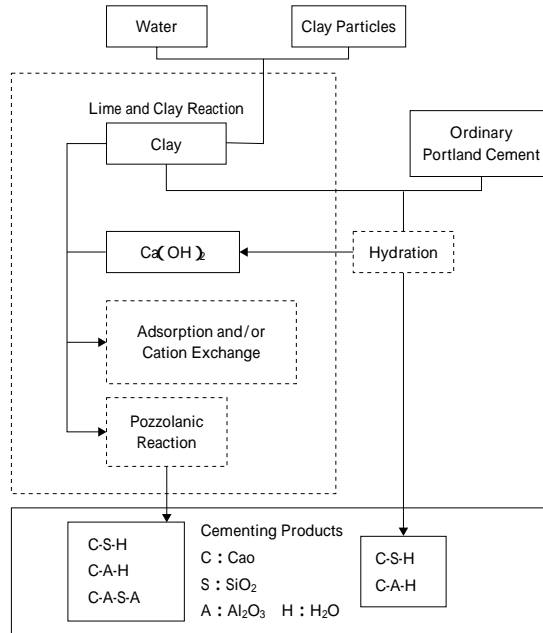 Water
Clay Particles
Lime and Clay Reaction
Clay
Ordinary
Portland Cement
Ca(OH)2
Hydration
Adsorption and/or
Cation Exchange
Pozzolanic
Reaction
Cementing Products
C-S-H
C-A-H
C-A-S-A
C : Cao
S : SiO2
A : Al2O3 H : H2O
C-S-H
C-A-H